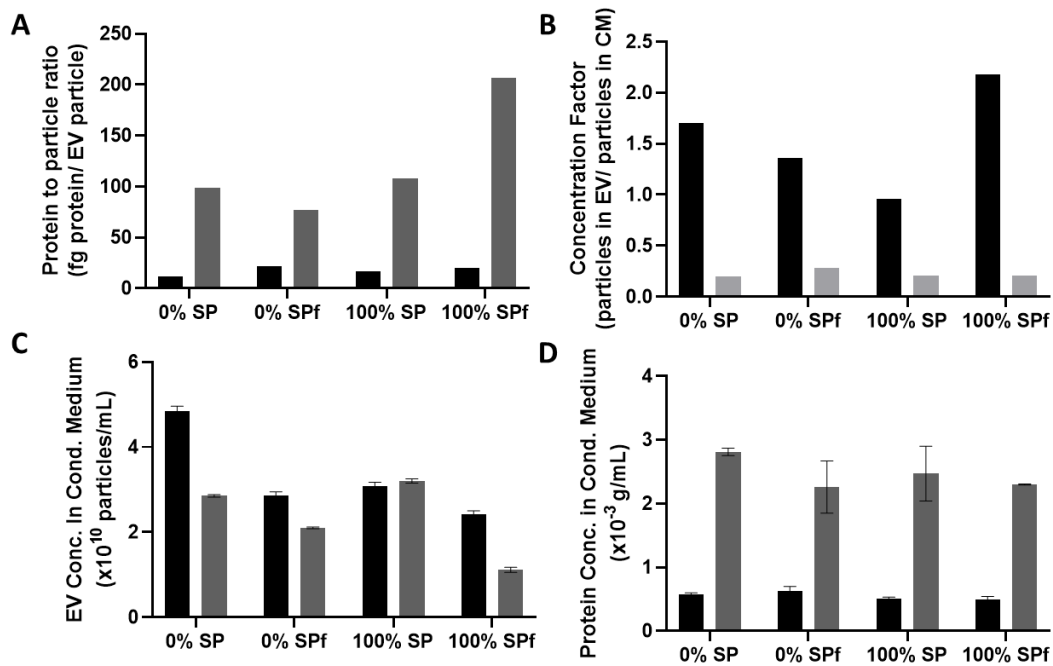 A
Protein to particle ratio
(fg protein/ EV particle)
250
200
150
100
50
0
0% SP 0% SPf 100% SP 100% SPf
B
Concentration Factor
(particles in EV/ particles in CM)
2.5
2.0
1.5
1.0
0.5
0.0
0% SP 0% SPf 100% SP 100% SPf
C
EV Conc. In Cond. Medium
(x10¹⁰ particles/mL)
6
4
2
0
0% SP 0% SPf 100% SP 100% SPf
D
Protein Conc. in Cond. Medium
(x10⁻³ g/mL)
4
3
2
1
0
0% SP 0% SPf 100% SP 100% SPf